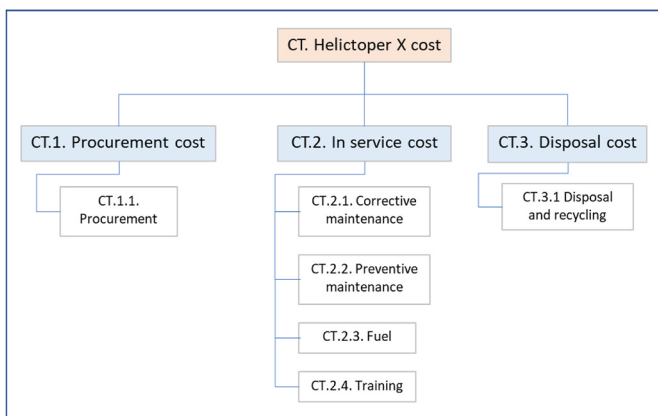 CT. Helictoper X cost
CT.1. Procurement cost
CT.2. In service cost
CT.3. Disposal cost
CT.1.1.
Procurement
CT.2.1. Corrective
maintenance
CT.2.2. Preventive
maintenance
CT.2.3. Fuel
CT.2.4. Training
CT.3.1 Disposal
and recycling